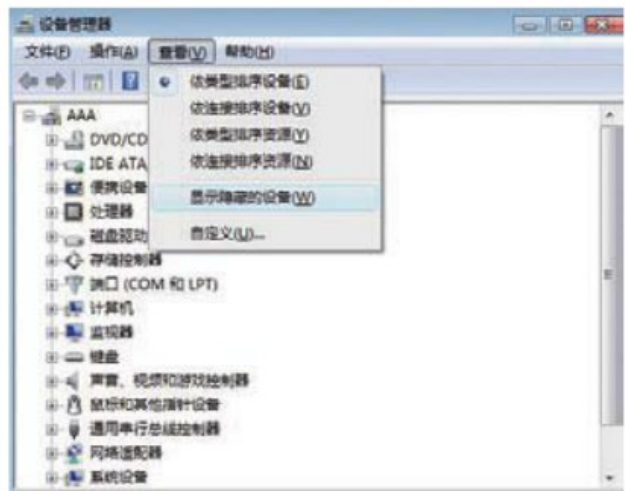 设备管理器
文件(F) 操作(A) 查看(V) 帮助(H)
依类型排序设备(E)
依连接排序设备(V)
依类型排序资源(Y)
依连接排序资源(N)
显示隐藏的设备(W)
自定义(U)...
AAA
DVD/CD
IDE ATA
便携设备
处理器
磁盘驱动
存储控制器
端口 (COM 和 LPT)
计算机
监视器
键盘
声音、视频和游戏控制器
鼠标和其他指针设备
通用串行总线控制器
网络适配器
系统设备